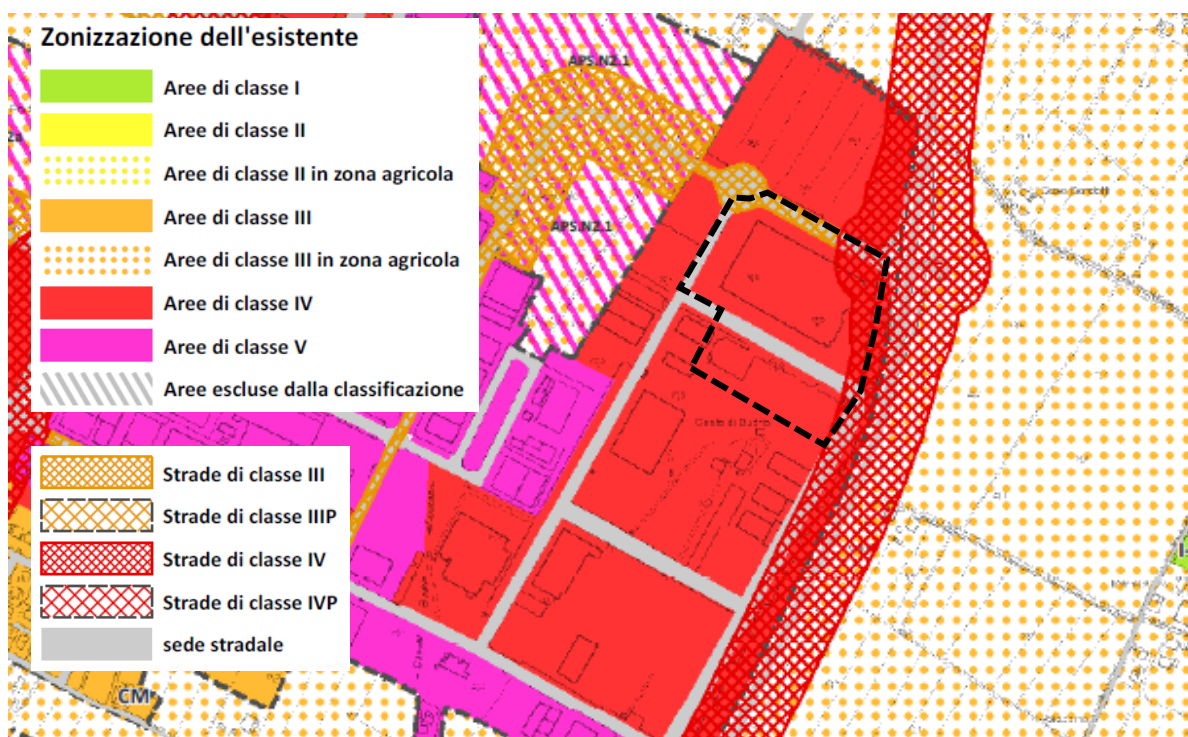 Zonizzazione dell'esistente
Aree di classe I
Aree di classe II
Aree di classe II in zona agricola
Aree di classe III
Aree di classe III in zona agricola
Aree di classe IV
Aree di classe V
Aree escluse dalla classificazione
Strade di classe III
Strade di classe IIIP
Strade di classe IV
Strade di classe IVP
sede stradale
APS.N2.1
APS.N2.1
CM